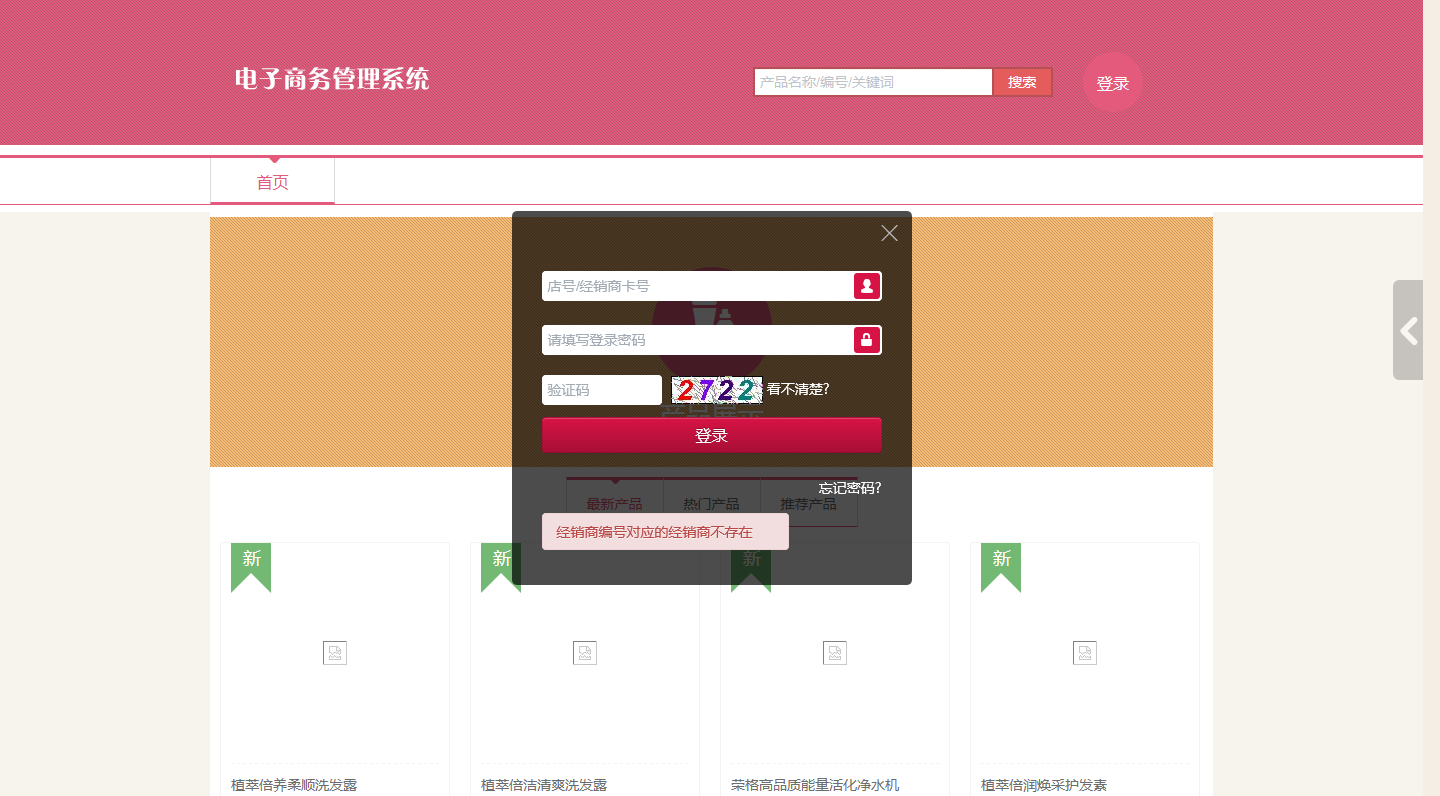 电子商务管理系统
产品名称/编号/关键词
搜索
登录
首页
店号/经销商卡号
请填写登录密码
验证码
2722
看不清楚?
产品展示
登录
忘记密码?
最新产品
热门产品
推荐产品
经销商编号对应的经销商不存在
新
新
新
新
植萃倍养柔顺洗发露
植萃倍洁清爽洗发露
荣格高品质能量活化净水机
植萃倍润焕采护发素